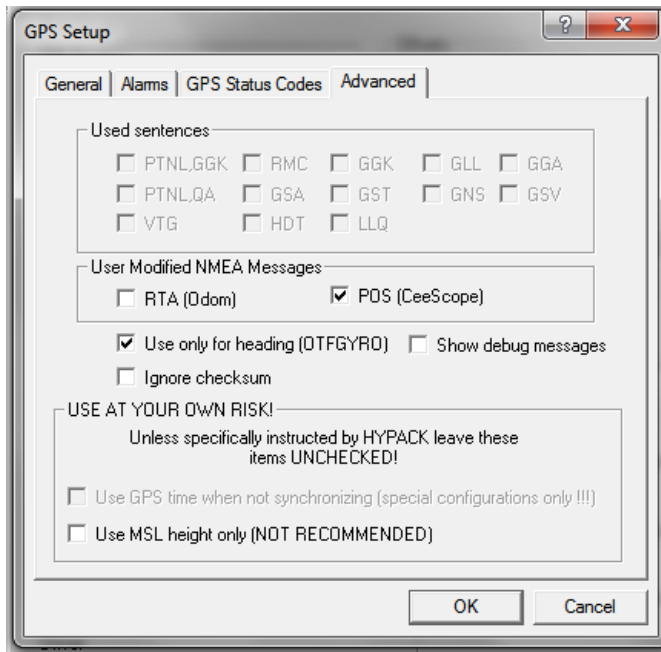 GPS Setup
General Alarms GPS Status Codes Advanced
Used sentences
PTNL,GGK RMC GGK GLL GGA
PTNL,QA GSA GST GNS GSV
VTG HDT LLQ
User Modified NMEA Messages
RTA (Odom) POS (CeeScope)
Use only for heading (OTFGYRO) Show debug messages
Ignore checksum
USE AT YOUR OWN RISK!
Unless specifically instructed by HYPACK leave these
items UNCHECKED!
Use GPS time when not synchronizing (special configurations only !!!)
Use MSL height only (NOT RECOMMENDED)
OK Cancel